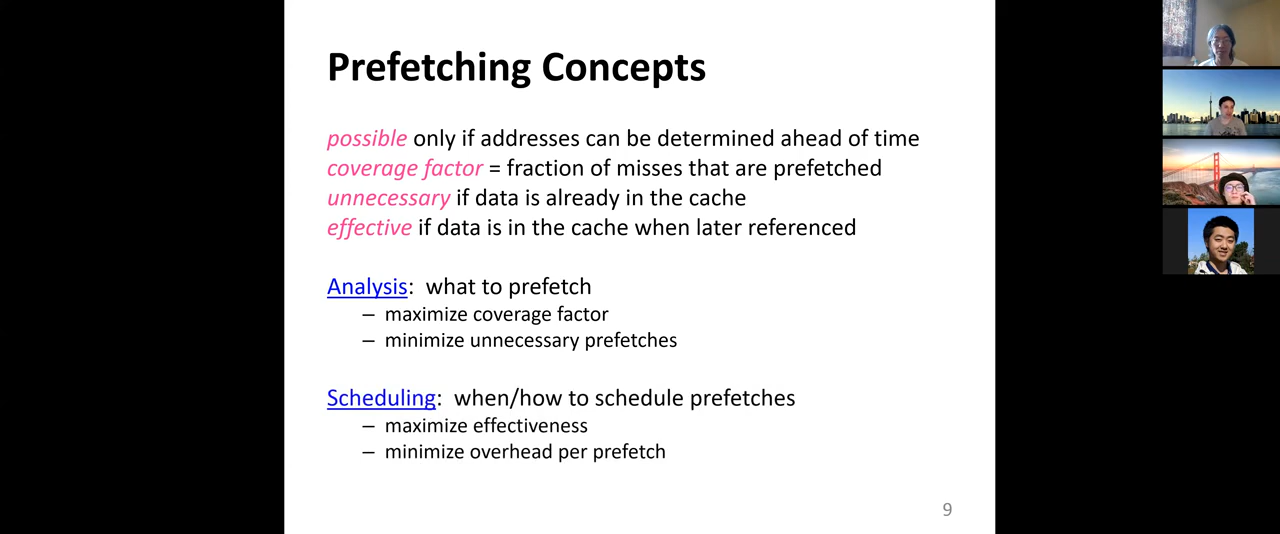 Prefetching Concepts
possible only if addresses can be determined ahead of time
coverage factor = fraction of misses that are prefetched
unnecessary if data is already in the cache
effective if data is in the cache when later referenced
Analysis: what to prefetch
– maximize coverage factor
– minimize unnecessary prefetches
Scheduling: when/how to schedule prefetches
– maximize effectiveness
– minimize overhead per prefetch
9